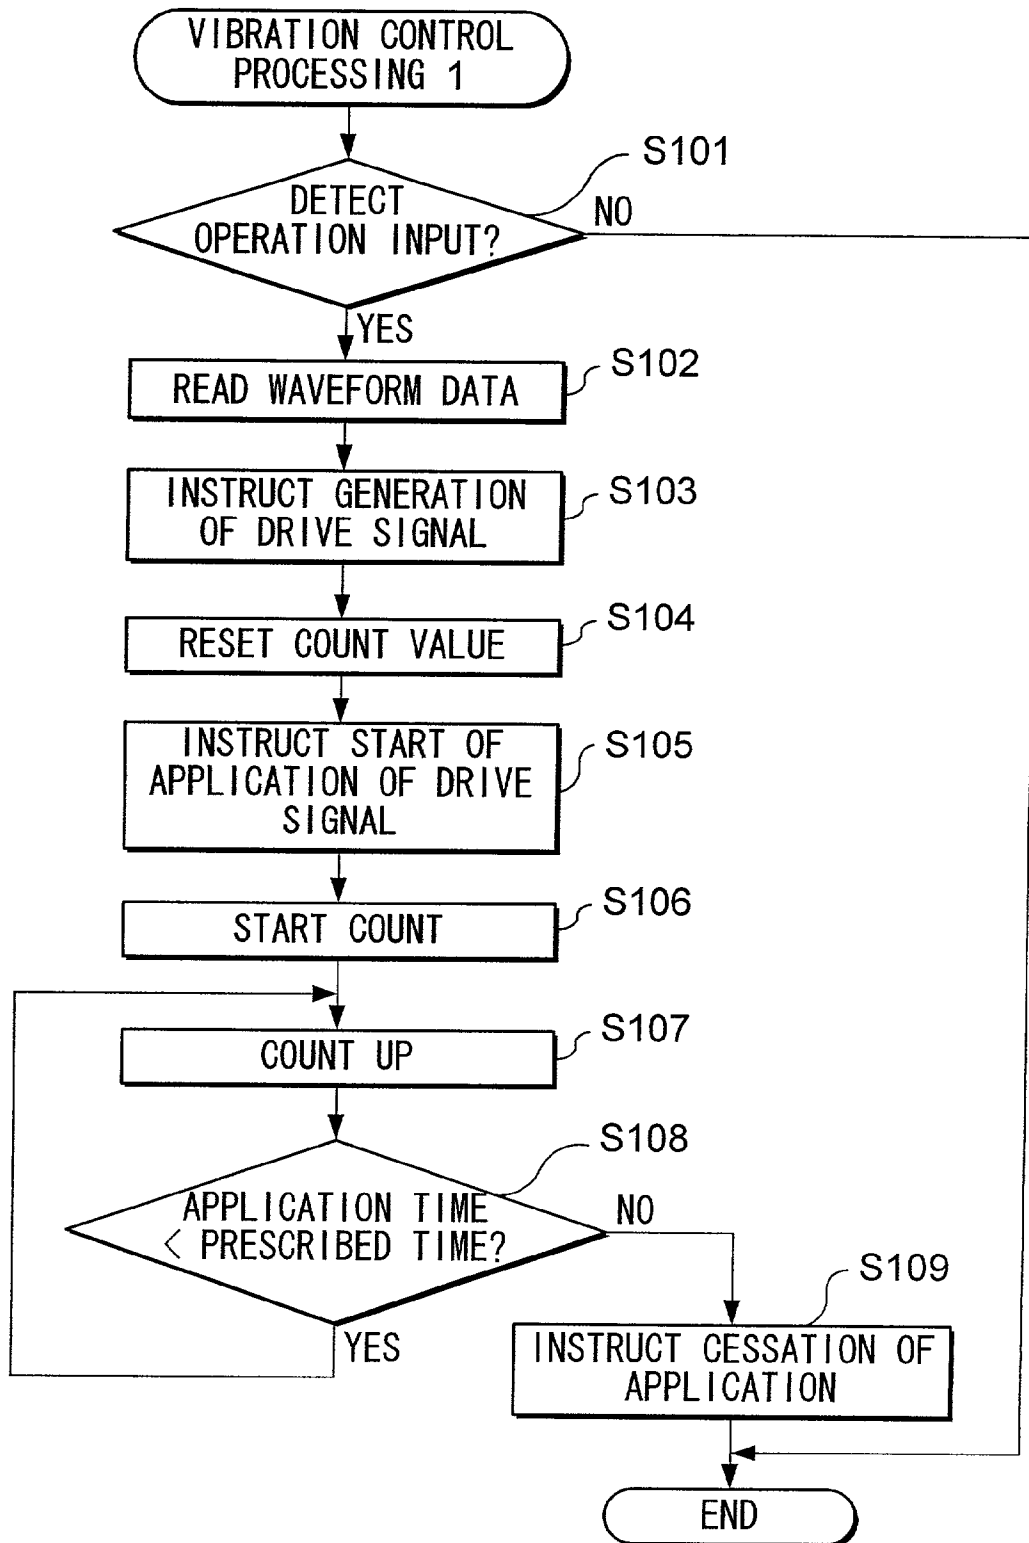 VIBRATION CONTROL
PROCESSING 1
S101
DETECT
OPERATION INPUT?
NO
YES
READ WAVEFORM DATA
S102
INSTRUCT GENERATION
OF DRIVE SIGNAL
S103
RESET COUNT VALUE
S104
INSTRUCT START OF
APPLICATION OF DRIVE
SIGNAL
S105
START COUNT
S106
COUNT UP
S107
S108
APPLICATION TIME
< PRESCRIBED TIME?
NO
YES
S109
INSTRUCT CESSATION OF
APPLICATION
END